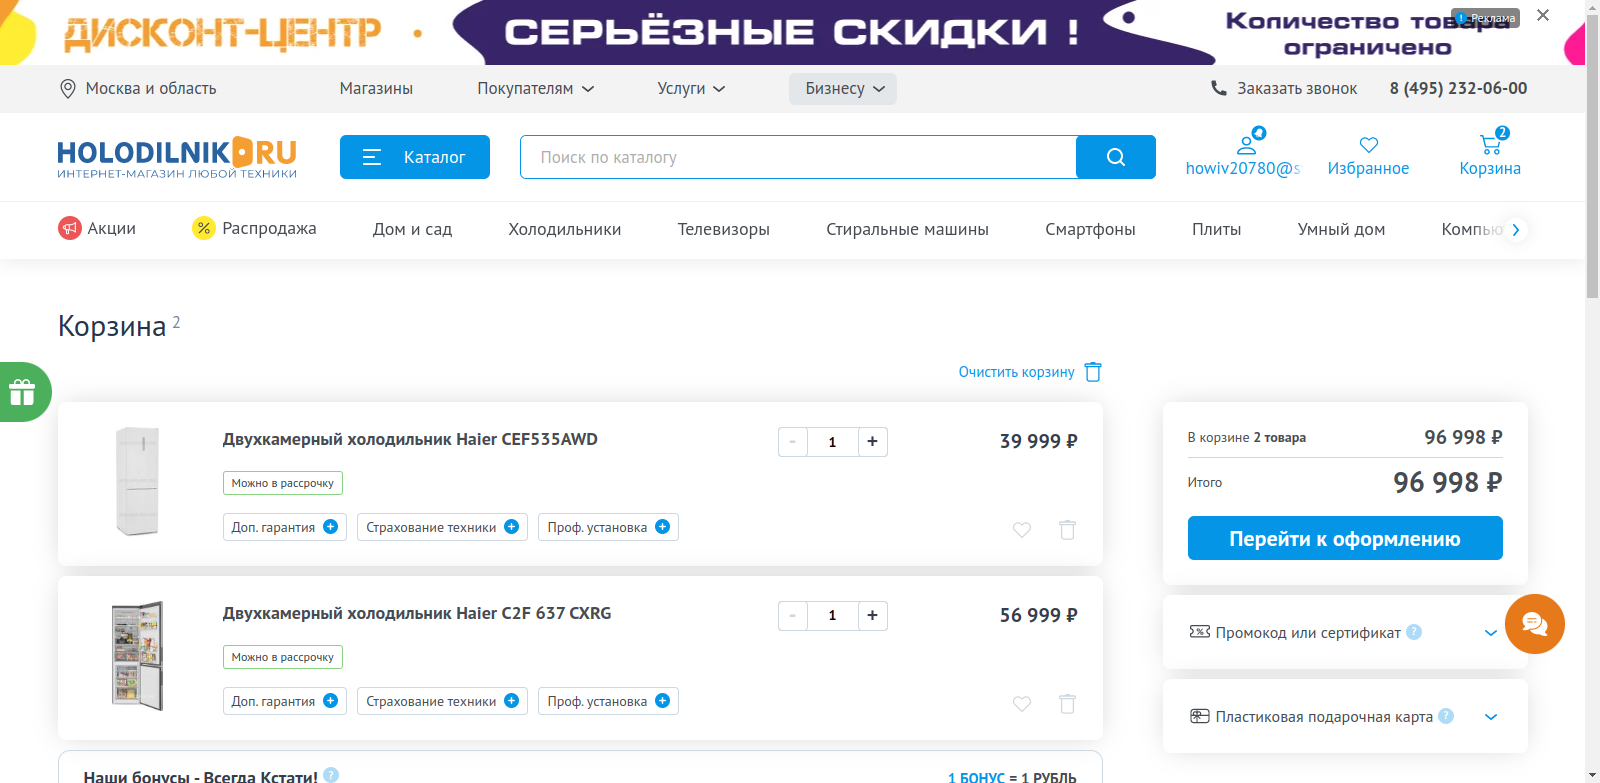 ДИСКОНТ-ЦЕНТР
СЕРЬЁЗНЫЕ СКИДКИ !
Количество товара
ограничено
Реклама
Москва и область
Магазины
Покупателям
Услуги
Бизнесу
Заказать звонок
8 (495) 232-06-00
HOLODILNIK.RU
ИНТЕРНЕТ-МАГАЗИН ЛЮБОЙ ТЕХНИКИ
Каталог
Поиск по каталогу
howiv20780@s
Избранное
2
Корзина
Акции
% Распродажа
Дом и сад
Холодильники
Телевизоры
Стиральные машины
Смартфоны
Плиты
Умный дом
Компью
Корзина 2
Очистить корзину
Двухкамерный холодильник Haier CEF535AWD
- 1 +
39 999 ₽
Можно в рассрочку
Доп. гарантия +
Страхование техники +
Проф. установка +
Двухкамерный холодильник Haier C2F 637 CXRG
- 1 +
56 999 ₽
Можно в рассрочку
Доп. гарантия +
Страхование техники +
Проф. установка +
Наши бонусы - Всегда Кстати! ?
1 БОНУС = 1 РУБЛЬ
В корзине 2 товара
96 998 ₽
Итого
96 998 ₽
Перейти к оформлению
Промокод или сертификат ?
Пластиковая подарочная карта ?